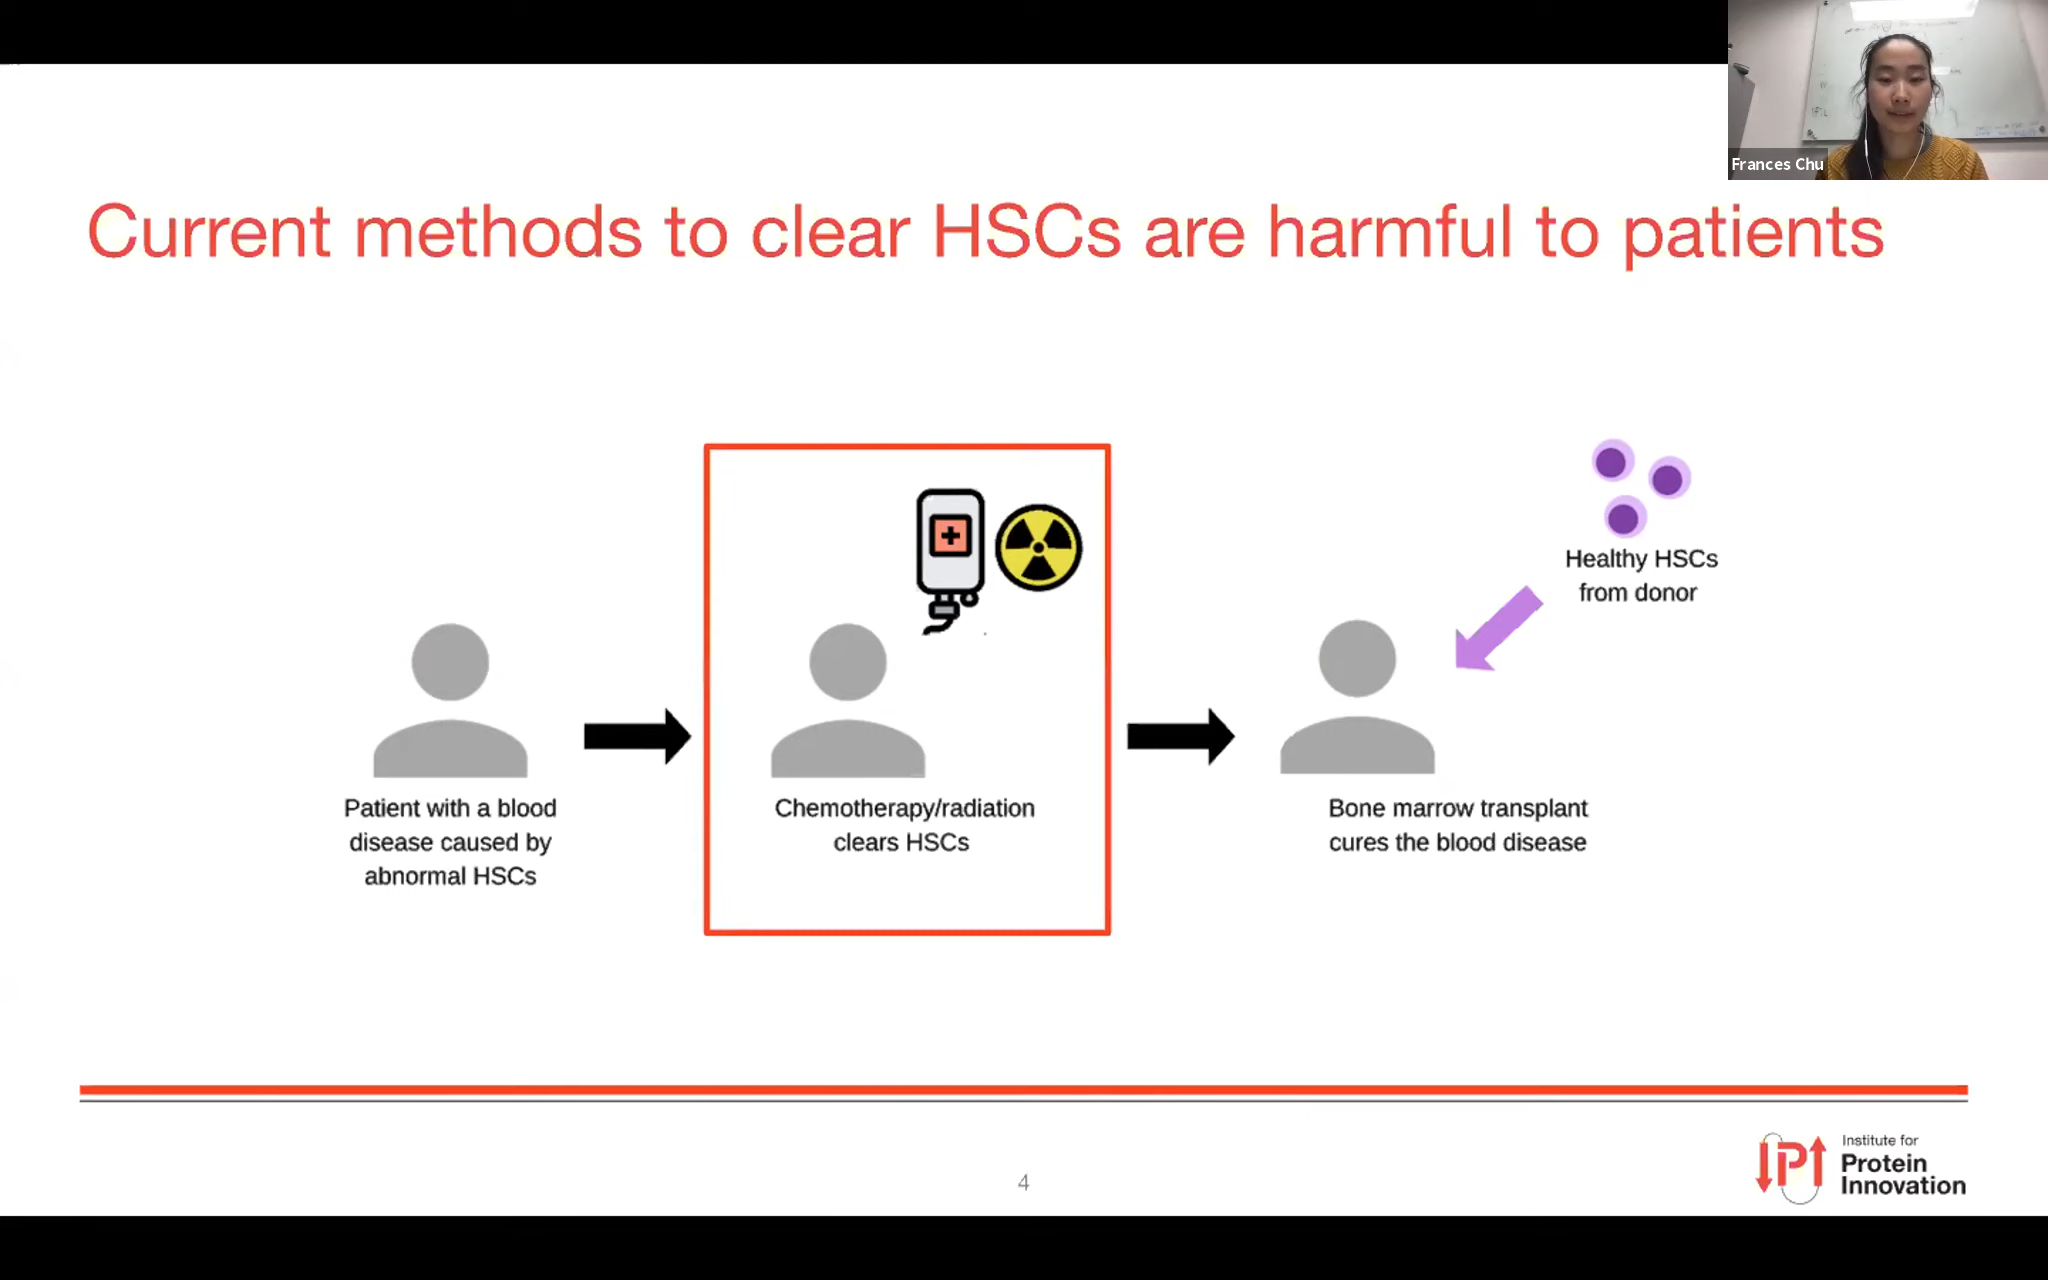 Frances Chu
Current methods to clear HSCs are harmful to patients
Healthy HSCs
from donor
Patient with a blood
disease caused by
abnormal HSCs
Chemotherapy/radiation
clears HSCs
Bone marrow transplant
cures the blood disease
4
IPI
Institute for
Protein
Innovation